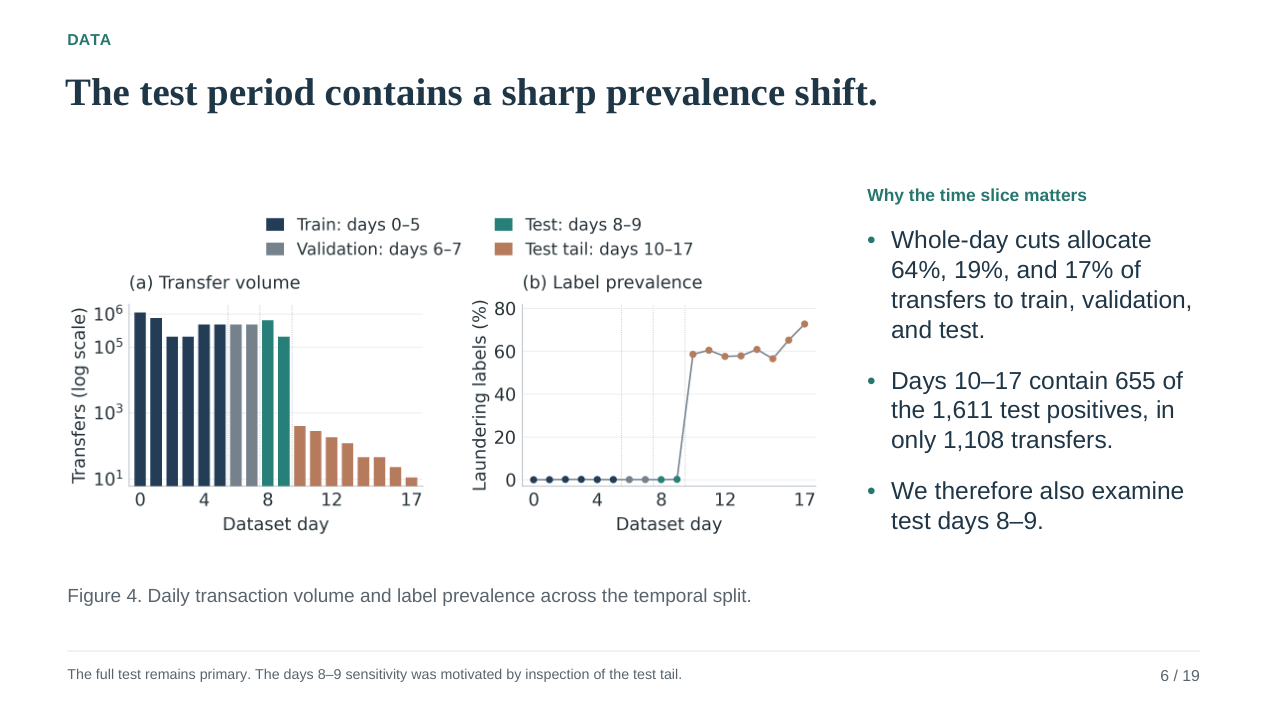 DATA
The test period contains a sharp prevalence shift.
Train: days 0–5
Validation: days 6–7
Test: days 8–9
Test tail: days 10–17
(a) Transfer volume
Transfers (log scale)
10⁶
10⁵
10³
10¹
0 4 8 12 17
Dataset day
(b) Label prevalence
Laundering labels (%)
80
60
40
20
0
0 4 8 12 17
Dataset day
Figure 4. Daily transaction volume and label prevalence across the temporal split.
Why the time slice matters
• Whole-day cuts allocate
64%, 19%, and 17% of
transfers to train, validation,
and test.
• Days 10–17 contain 655 of
the 1,611 test positives, in
only 1,108 transfers.
• We therefore also examine
test days 8–9.
The full test remains primary. The days 8–9 sensitivity was motivated by inspection of the test tail.
6 / 19